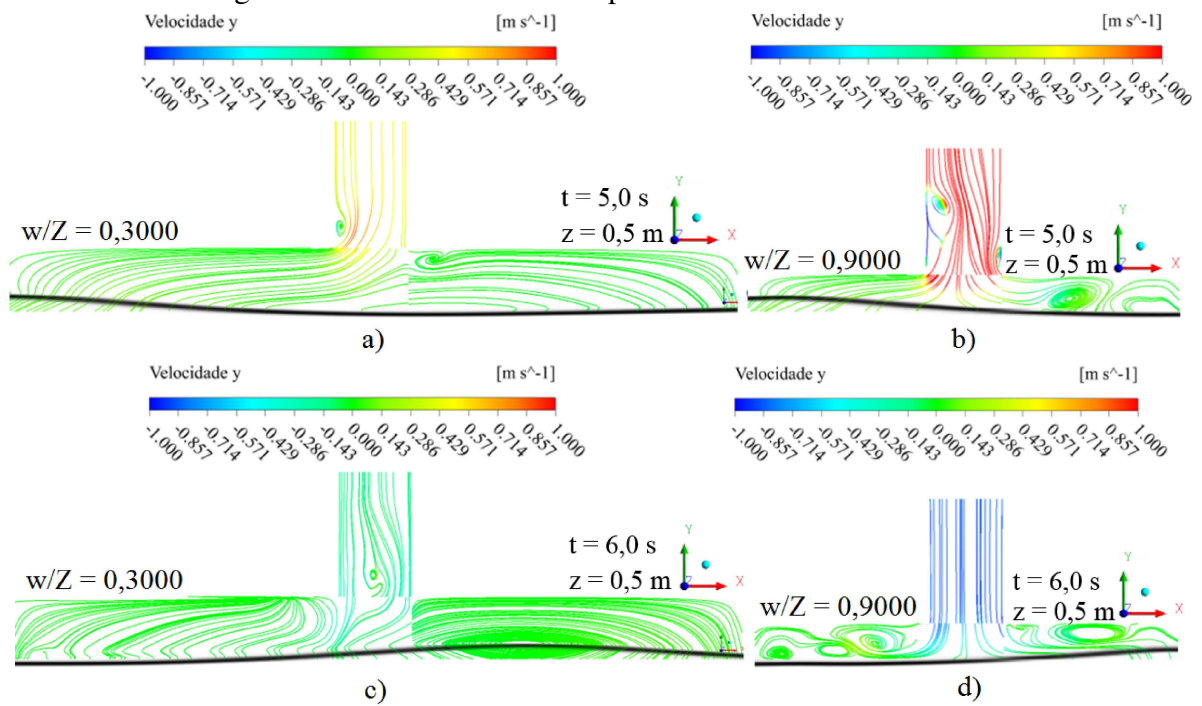 Velocidade y [m s^-1]
-1.000 -0.857 -0.714 -0.571 -0.429 -0.286 -0.143 0.000 0.143 0.286 0.429 0.571 0.714 0.857 1.000
w/Z = 0,3000
t = 5,0 s
z = 0,5 m
Y
X
a)
Velocidade y [m s^-1]
-1.000 -0.857 -0.714 -0.571 -0.429 -0.286 -0.143 0.000 0.143 0.286 0.429 0.571 0.714 0.857 1.000
w/Z = 0,9000
t = 5,0 s
z = 0,5 m
Y
X
b)
Velocidade y [m s^-1]
-1.000 -0.857 -0.714 -0.571 -0.429 -0.286 -0.143 0.000 0.143 0.286 0.429 0.571 0.714 0.857 1.000
w/Z = 0,3000
t = 6,0 s
z = 0,5 m
Y
Z
X
c)
Velocidade y [m s^-1]
-1.000 -0.857 -0.714 -0.571 -0.429 -0.286 -0.143 0.000 0.143 0.286 0.429 0.571 0.714 0.857 1.000
w/Z = 0,9000
t = 6,0 s
z = 0,5 m
Y
Z
X
d)